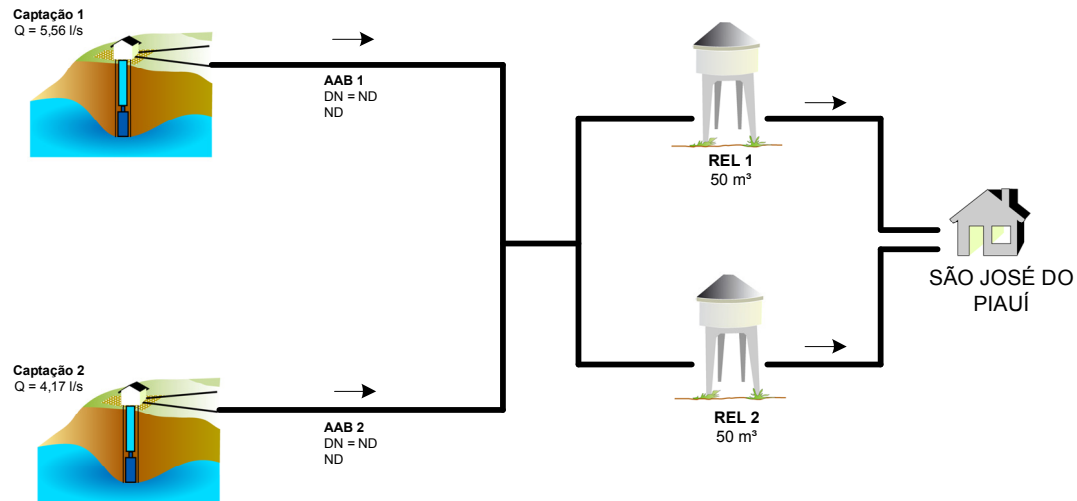 Captação 1
Q = 5,56 l/s
AAB 1
DN = ND
ND
REL 1
50 m³
SÃO JOSÉ DO
PIAUÍ
Captação 2
Q = 4,17 l/s
AAB 2
DN = ND
ND
REL 2
50 m³